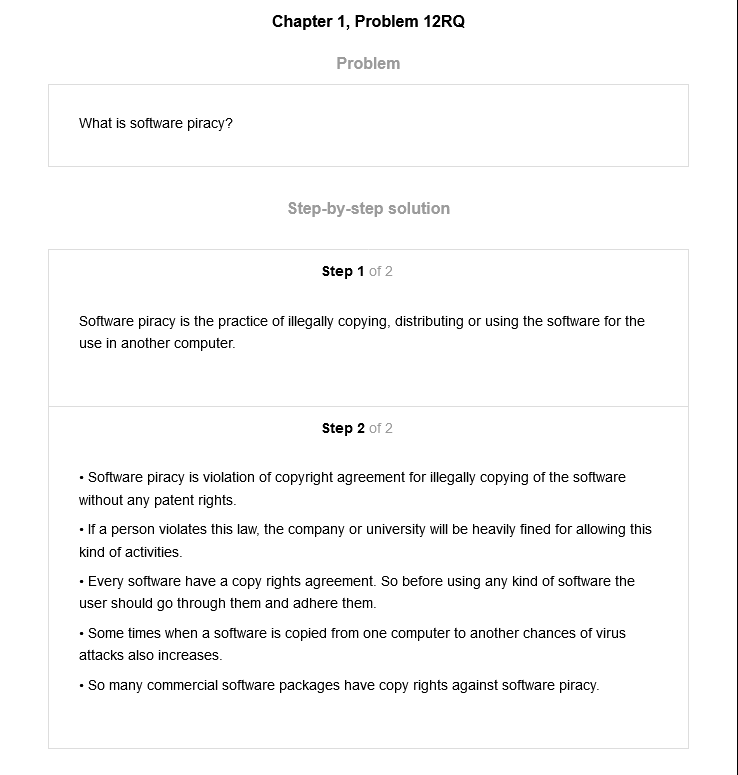 Chapter 1, Problem 12RQ
Problem
What is software piracy?
Step-by-step solution
Step 1 of 2
Software piracy is the practice of illegally copying, distributing or using the software for the
use in another computer.
Step 2 of 2
• Software piracy is violation of copyright agreement for illegally copying of the software
without any patent rights.
• If a person violates this law, the company or university will be heavily fined for allowing this
kind of activities.
• Every software have a copy rights agreement. So before using any kind of software the
user should go through them and adhere them.
• Some times when a software is copied from one computer to another chances of virus
attacks also increases.
• So many commercial software packages have copy rights against software piracy.